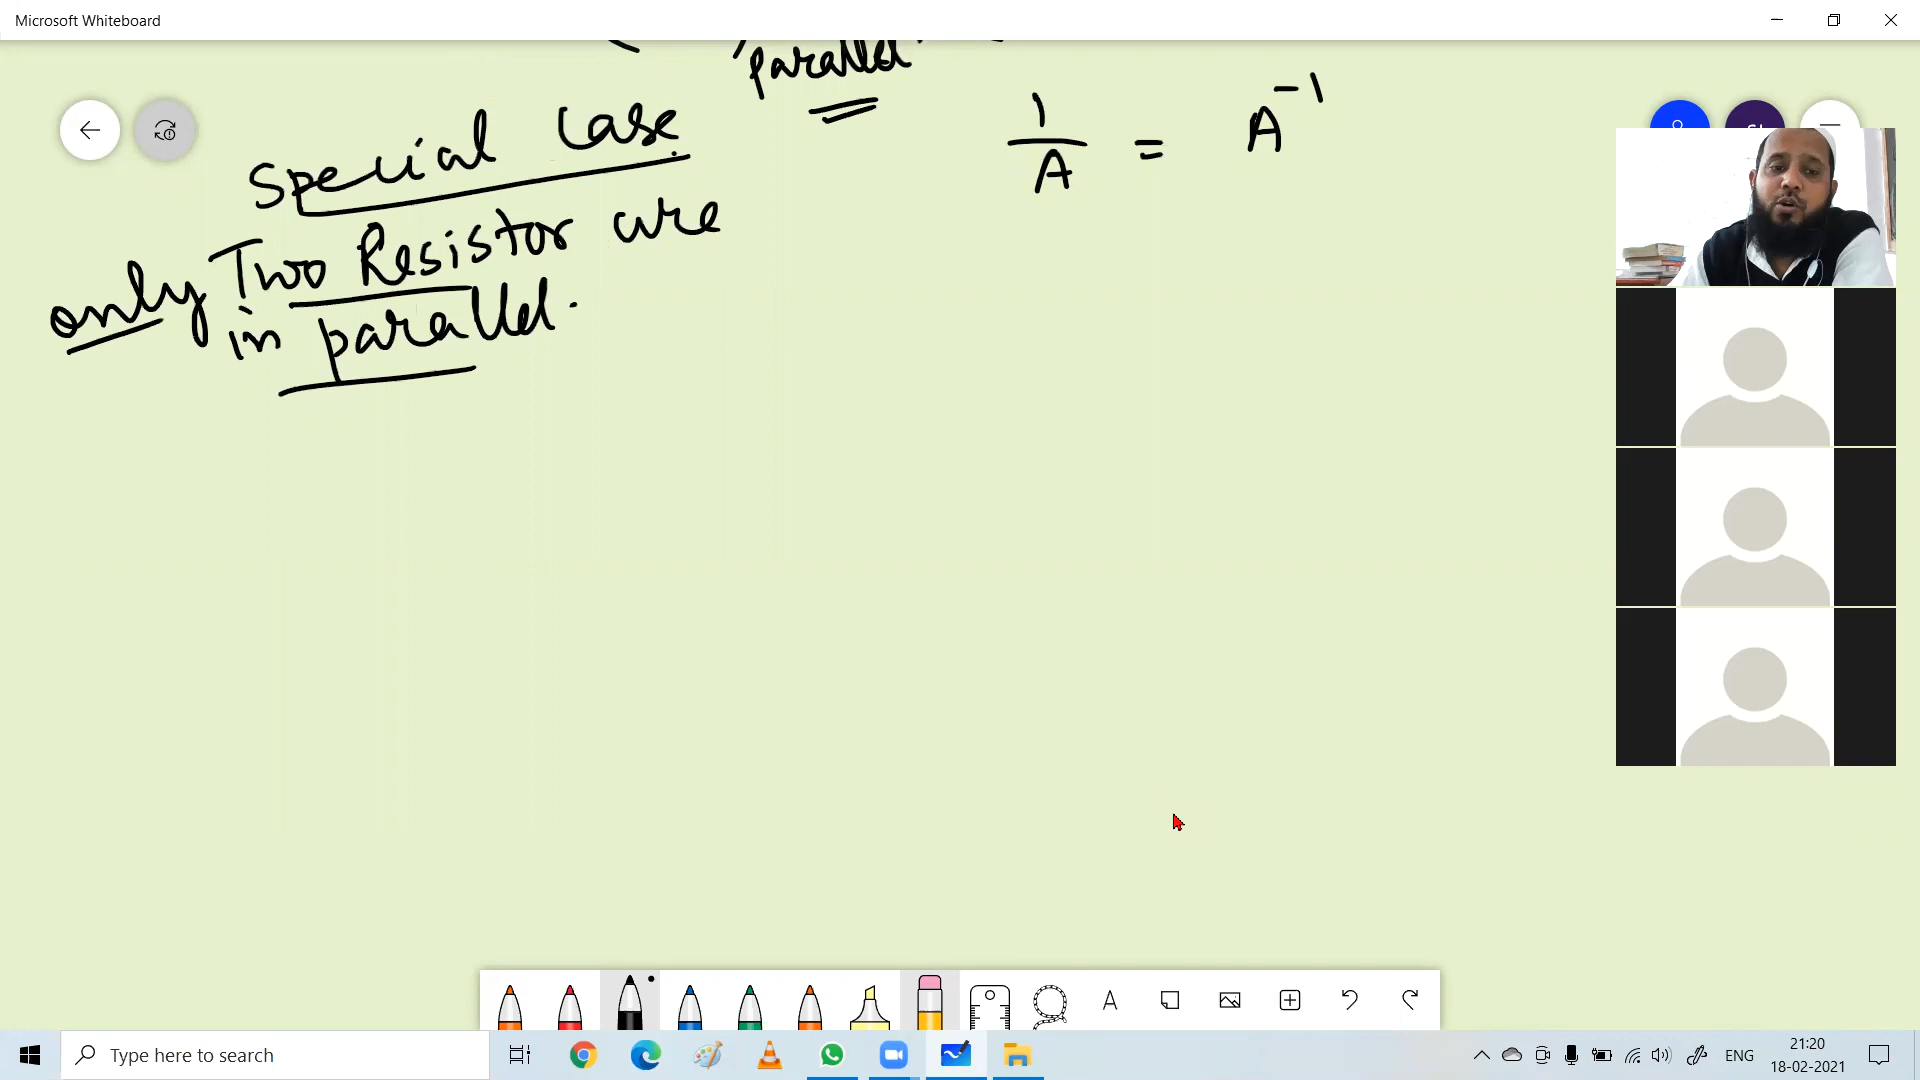 Microsoft Whiteboard
parallel
1/A = A^-1
Special Case.
only Two Resistor are
in parallel.
A
Type here to search
ENG
21:20
18-02-2021